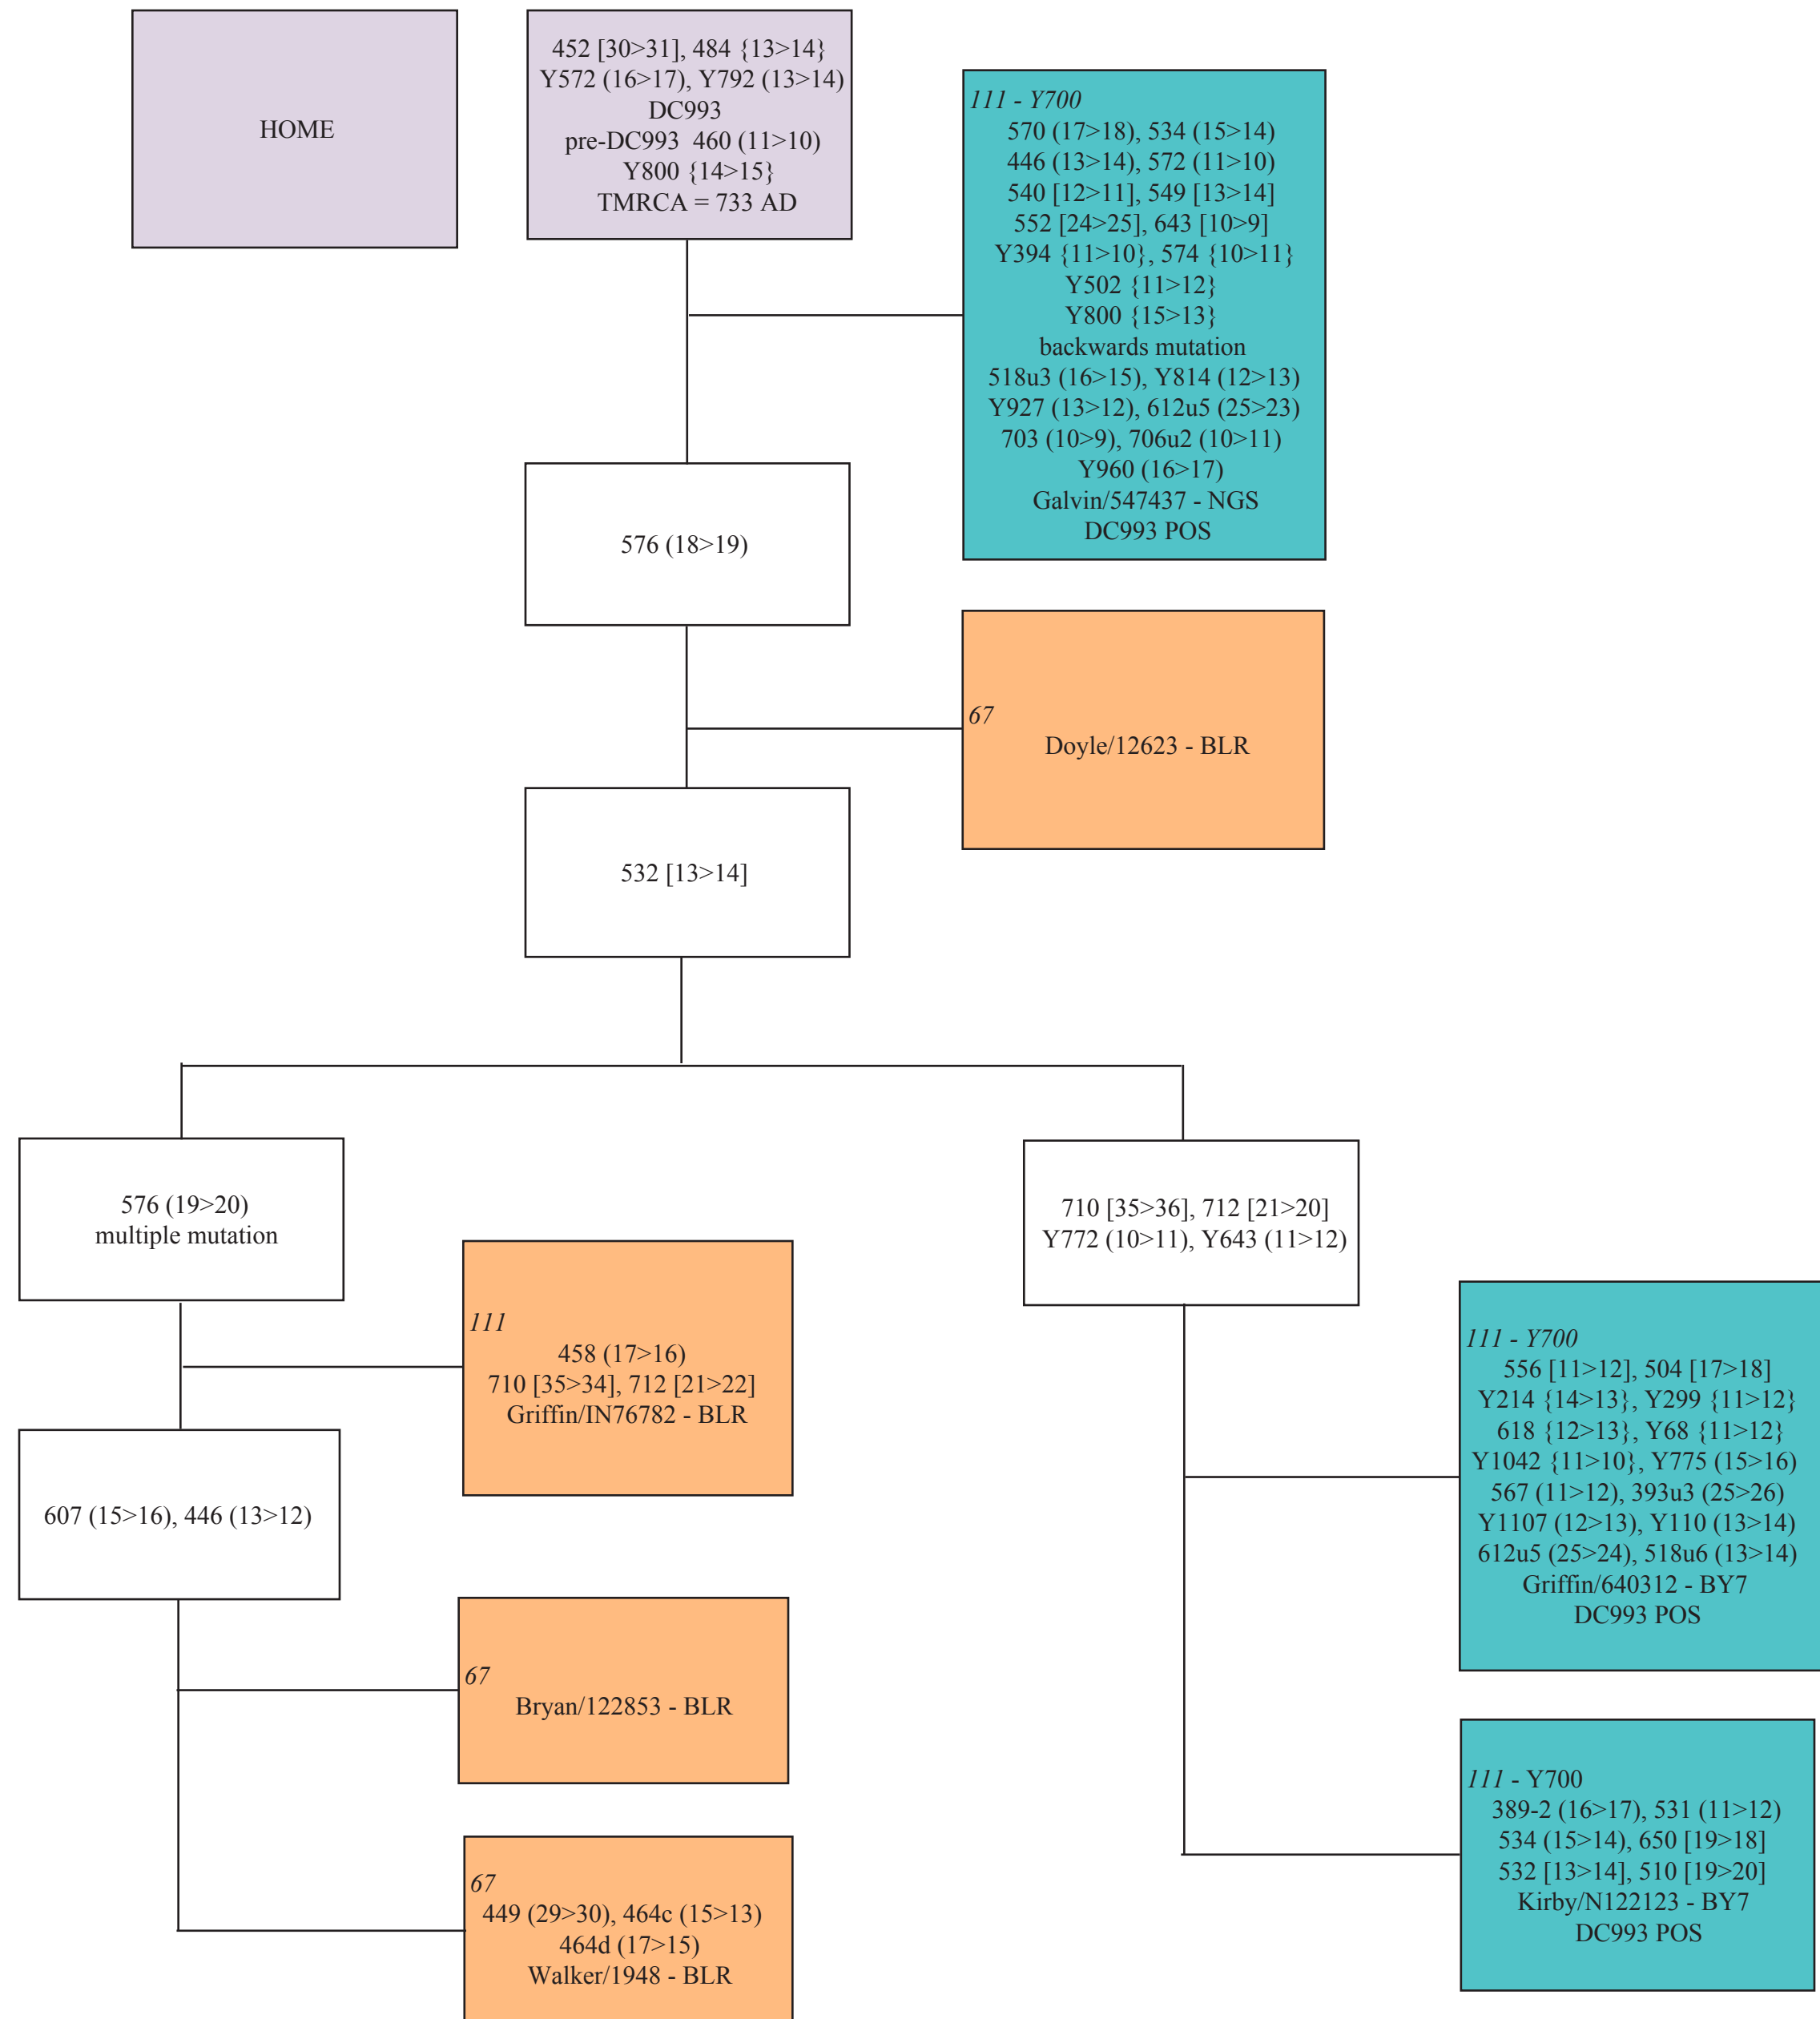 HOME
452 [30>31], 484 {13>14}
Y572 (16>17), Y792 (13>14)
DC993
pre-DC993  460 (11>10)
Y800 {14>15}
TMRCA = 733 AD
111 - Y700
570 (17>18), 534 (15>14)
446 (13>14), 572 (11>10)
540 [12>11], 549 [13>14]
552 [24>25], 643 [10>9]
Y394 {11>10}, 574 {10>11}
Y502 {11>12}
Y800 {15>13}
backwards mutation
518u3 (16>15), Y814 (12>13)
Y927 (13>12), 612u5 (25>23)
703 (10>9), 706u2 (10>11)
Y960 (16>17)
Galvin/547437 - NGS
DC993 POS
576 (18>19)
67
Doyle/12623 - BLR
532 [13>14]
576 (19>20)
multiple mutation
710 [35>36], 712 [21>20]
Y772 (10>11), Y643 (11>12)
111
458 (17>16)
710 [35>34], 712 [21>22]
Griffin/IN76782 - BLR
111 - Y700
556 [11>12], 504 [17>18]
Y214 {14>13}, Y299 {11>12}
618 {12>13}, Y68 {11>12}
Y1042 {11>10}, Y775 (15>16)
567 (11>12), 393u3 (25>26)
Y1107 (12>13), Y110 (13>14)
612u5 (25>24), 518u6 (13>14)
Griffin/640312 - BY7
DC993 POS
607 (15>16), 446 (13>12)
67
Bryan/122853 - BLR
111 - Y700
389-2 (16>17), 531 (11>12)
534 (15>14), 650 [19>18]
532 [13>14], 510 [19>20]
Kirby/N122123 - BY7
DC993 POS
67
449 (29>30), 464c (15>13)
464d (17>15)
Walker/1948 - BLR